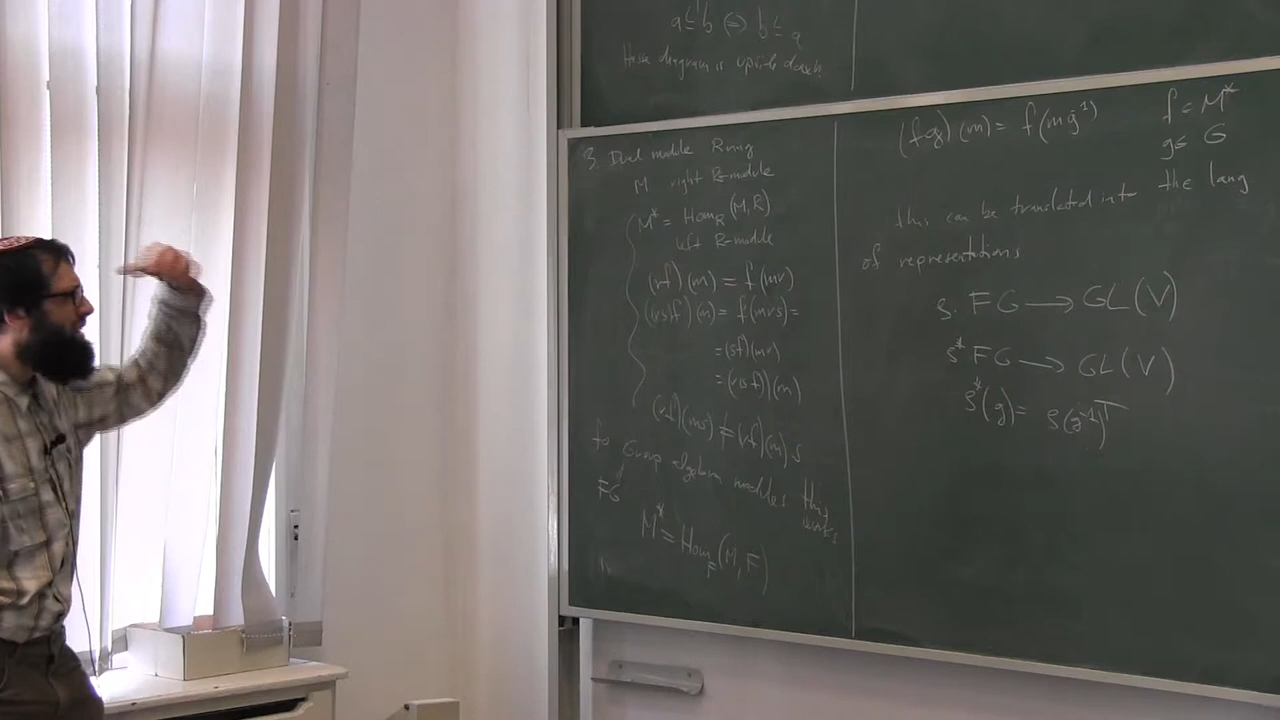 a ≤' b ⟺ b ≤ a
Hasse diagram is upside down
3. Dual module R ring
M right R-module
M* = Hom_R (M, R)
left R-module
(rf)(m) = f(mr)
((rs)f)(m) = f(mrs) =
= (sf)(mr)
= (r(sf))(m)
(rf)(ms) ≠ (rf)(m) s
for Group algebra modules this works
FG
M* = Hom_F (M, F)
(fg)(m) = f(mg⁻¹)
f ∈ M*
g ∈ G
this can be translated into the lang
of representations
ρ: FG ⟶ GL(V)
ρ* FG ⟶ GL(V)
ρ*(g) = ρ(g⁻¹)ᵀ